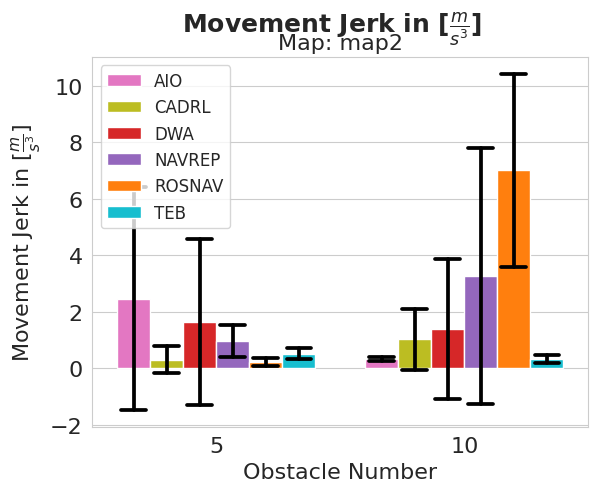 Movement Jerk in [m/s³]
Map: map2
Movement Jerk in [m/s³]
10
8
6
4
2
0
−2
AIO
CADRL
DWA
NAVREP
ROSNAV
TEB
5 10
Obstacle Number